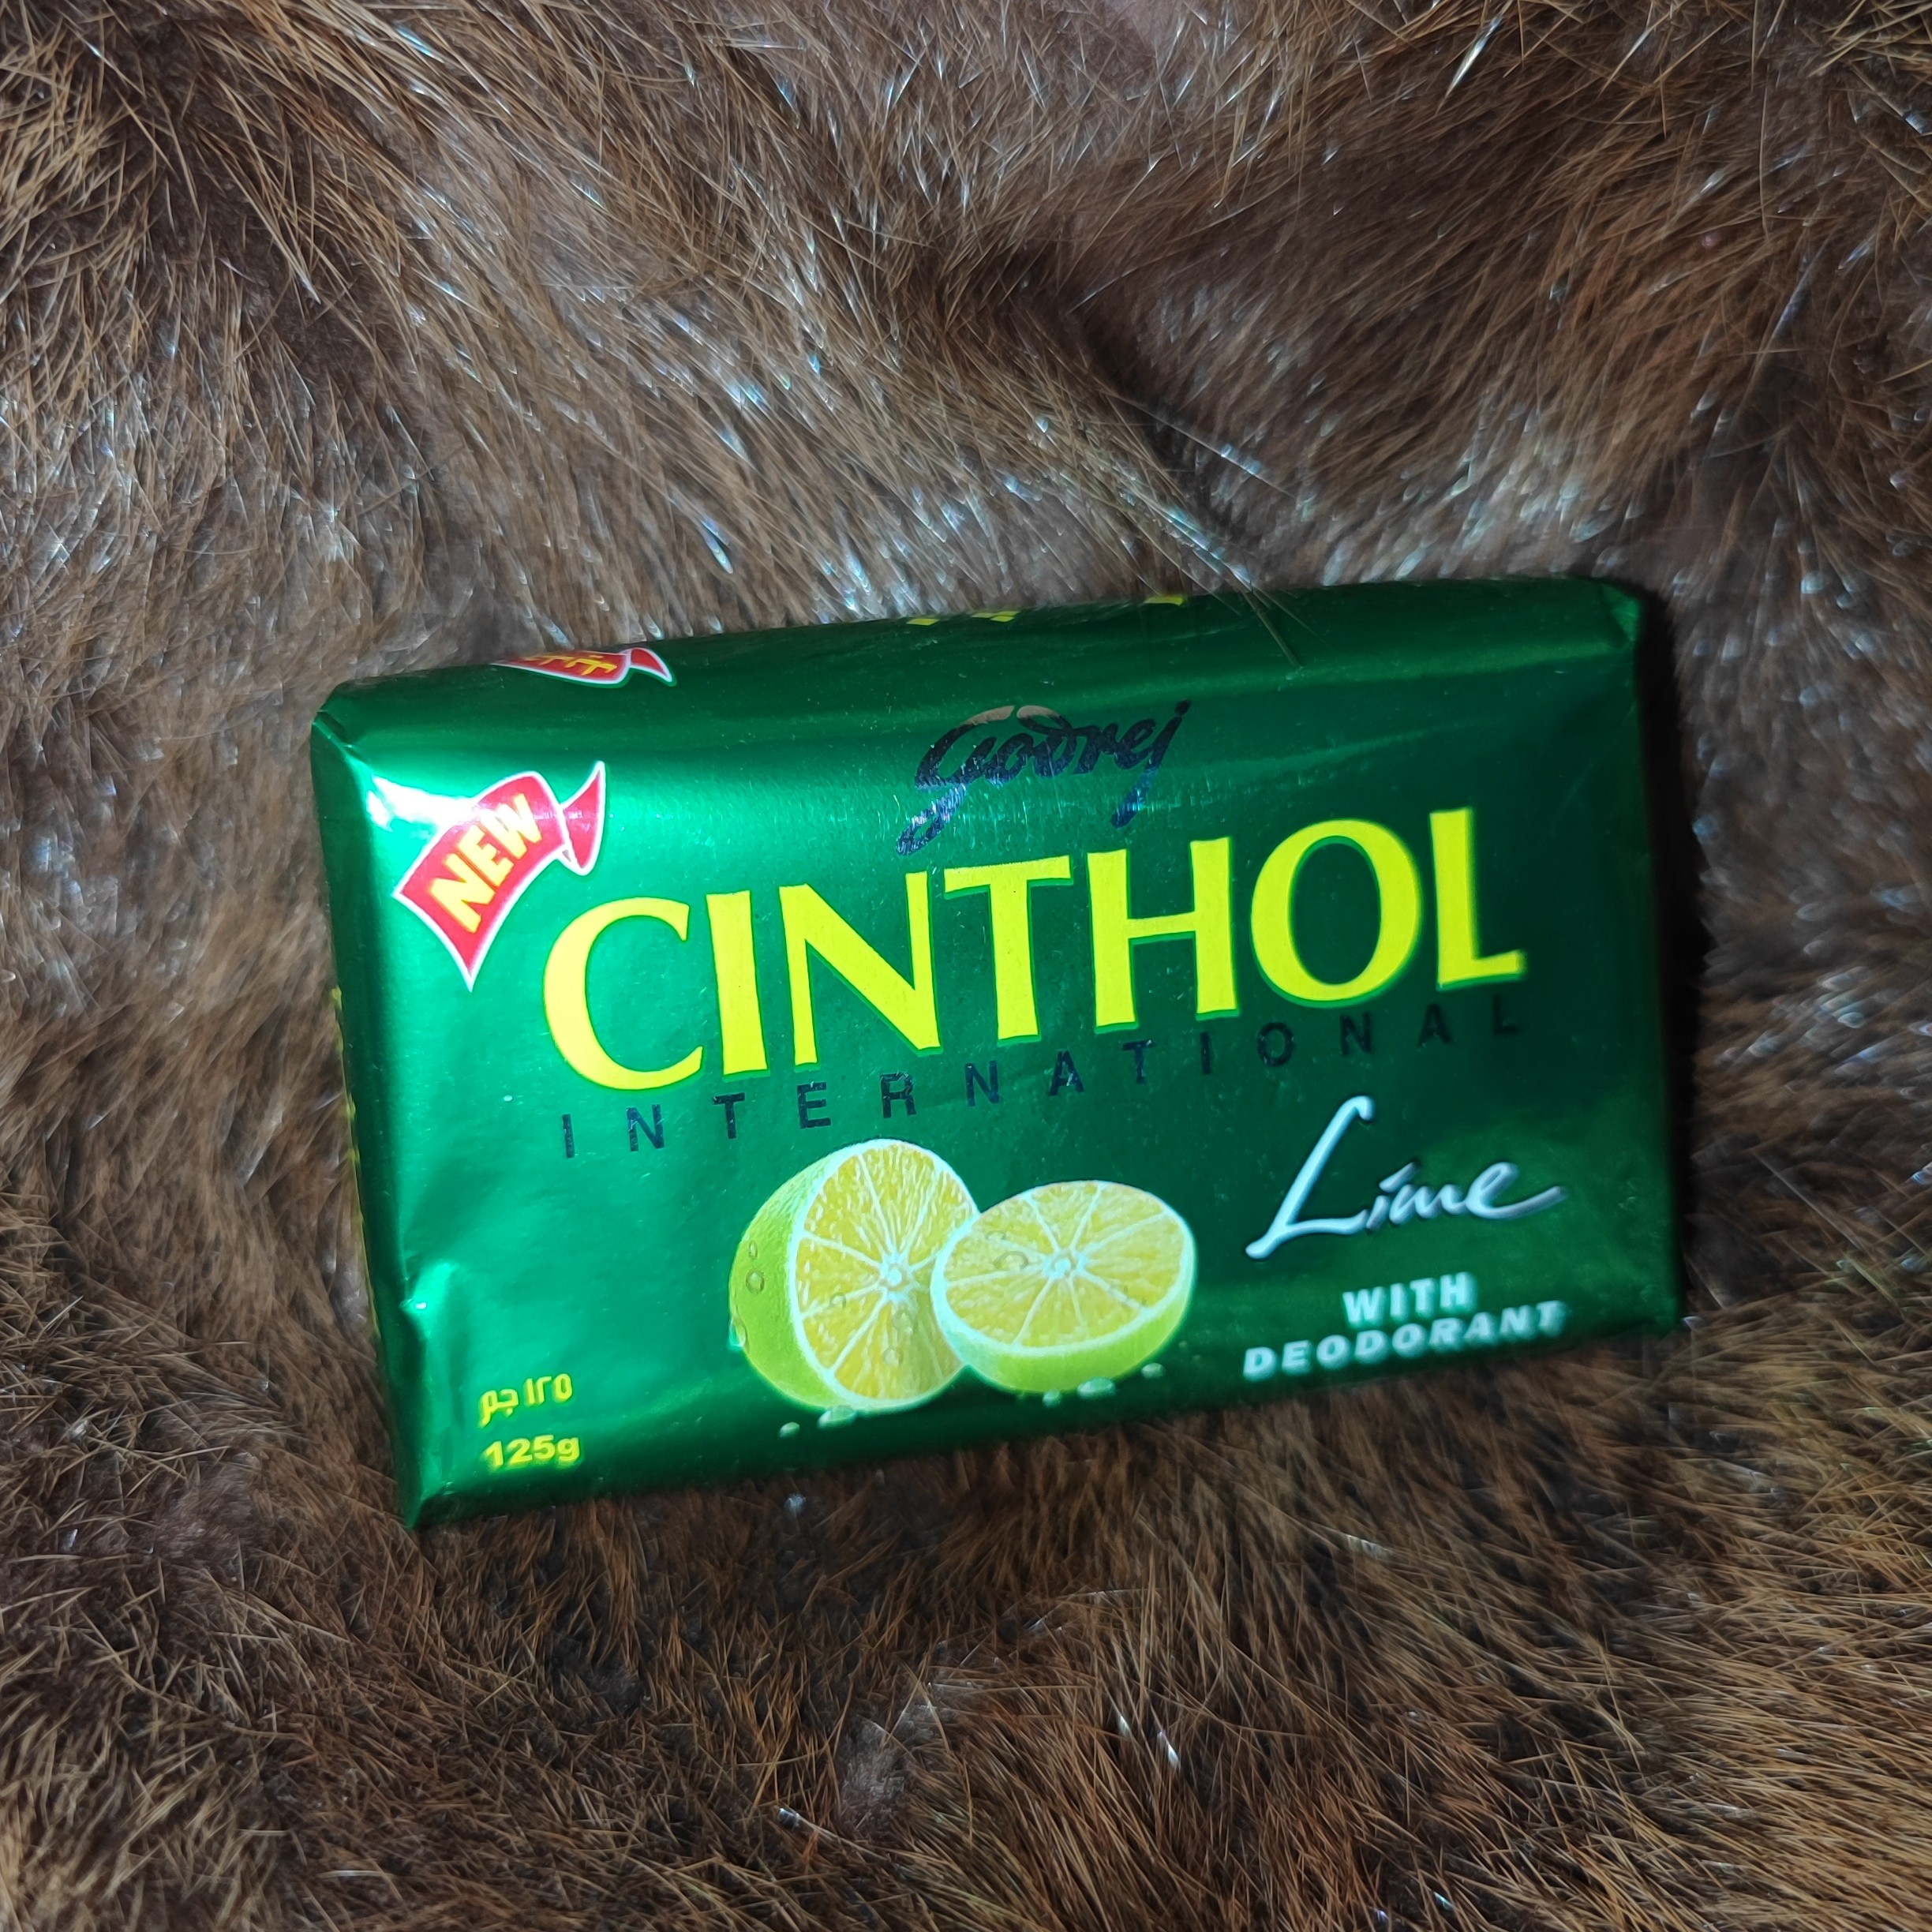 Godrej
NEW
CINTHOL
INTERNATIONAL
Lime
WITH
DEODORANT
١٢٥ جم
125g